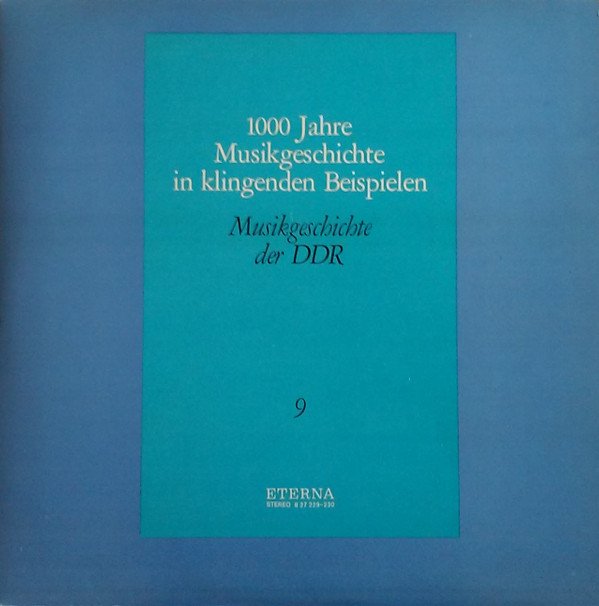 1000 Jahre
Musikgeschichte
in klingenden Beispielen
Musikgeschichte
der DDR
9
ETERNA
STEREO 8 27 329-330